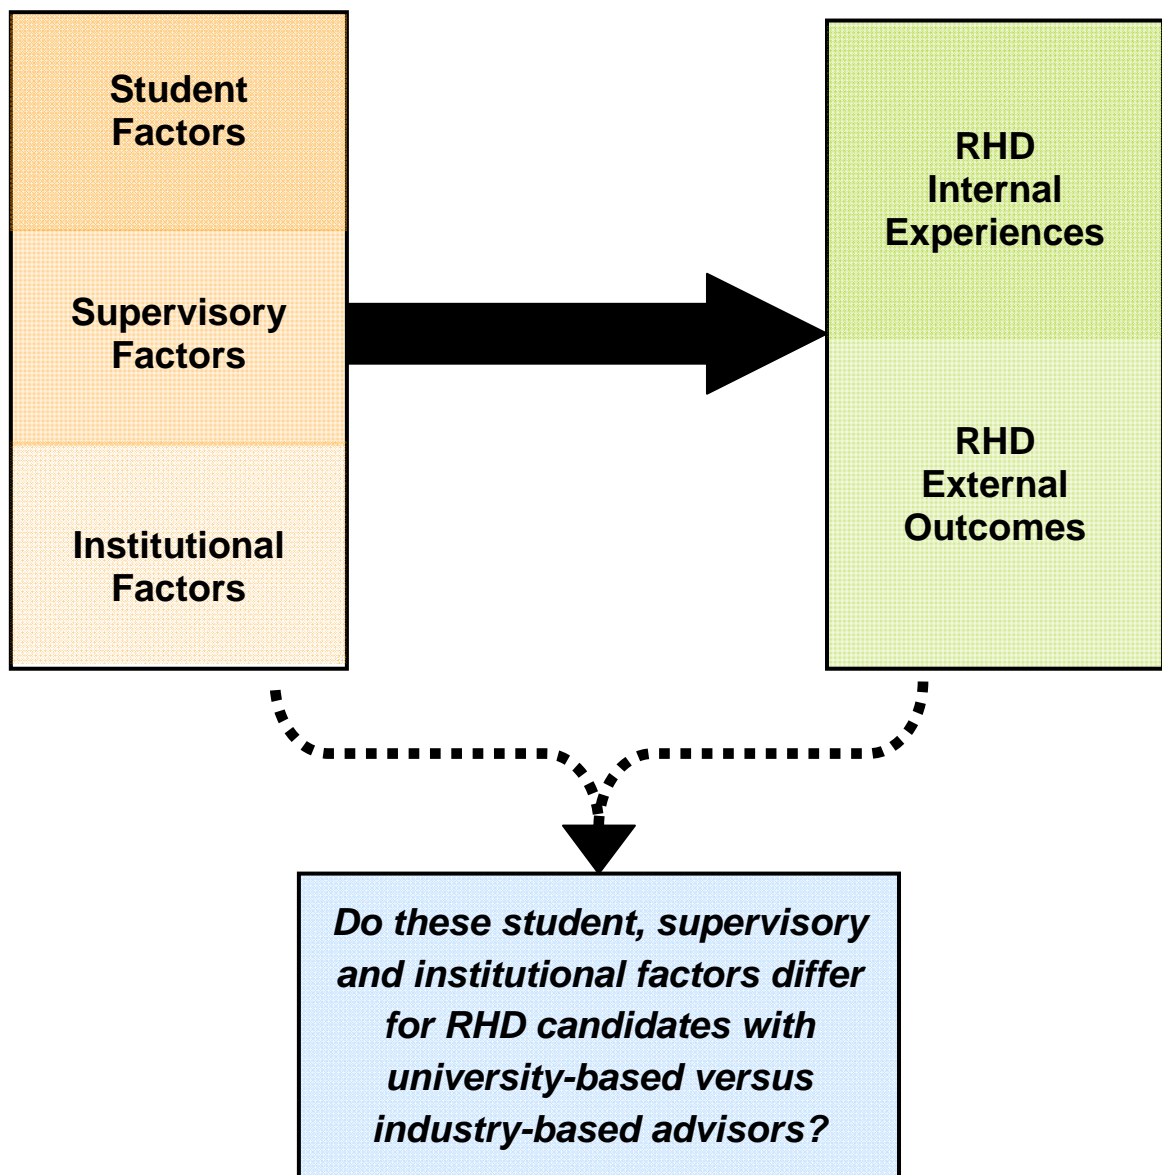 Student
Factors
Supervisory
Factors
Institutional
Factors
RHD
Internal
Experiences
RHD
External
Outcomes
Do these student, supervisory
and institutional factors differ
for RHD candidates with
university-based versus
industry-based advisors?